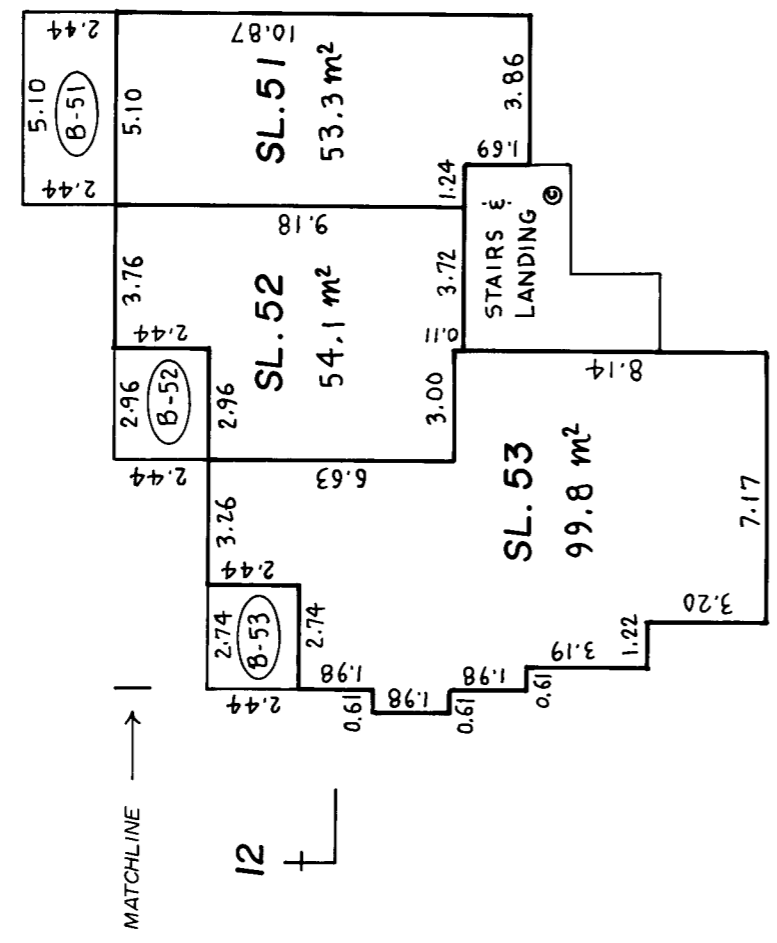 2.44
5.10
B-51
2.44
5.10
10.87
SL.51
53.3 m²
3.86
1.69
1.24
9.18
3.76
2.44
2.96
B-52
2.44
2.96
SL.52
54.1 m²
3.72
0.11
STAIRS &
LANDING ©
3.00
6.63
8.14
3.26
2.44
2.74
B-53
2.44
2.74
SL.53
99.8 m²
7.17
3.20
1.22
3.19
0.61
1.98
0.61
1.98
0.61
1.98
MATCHLINE
12